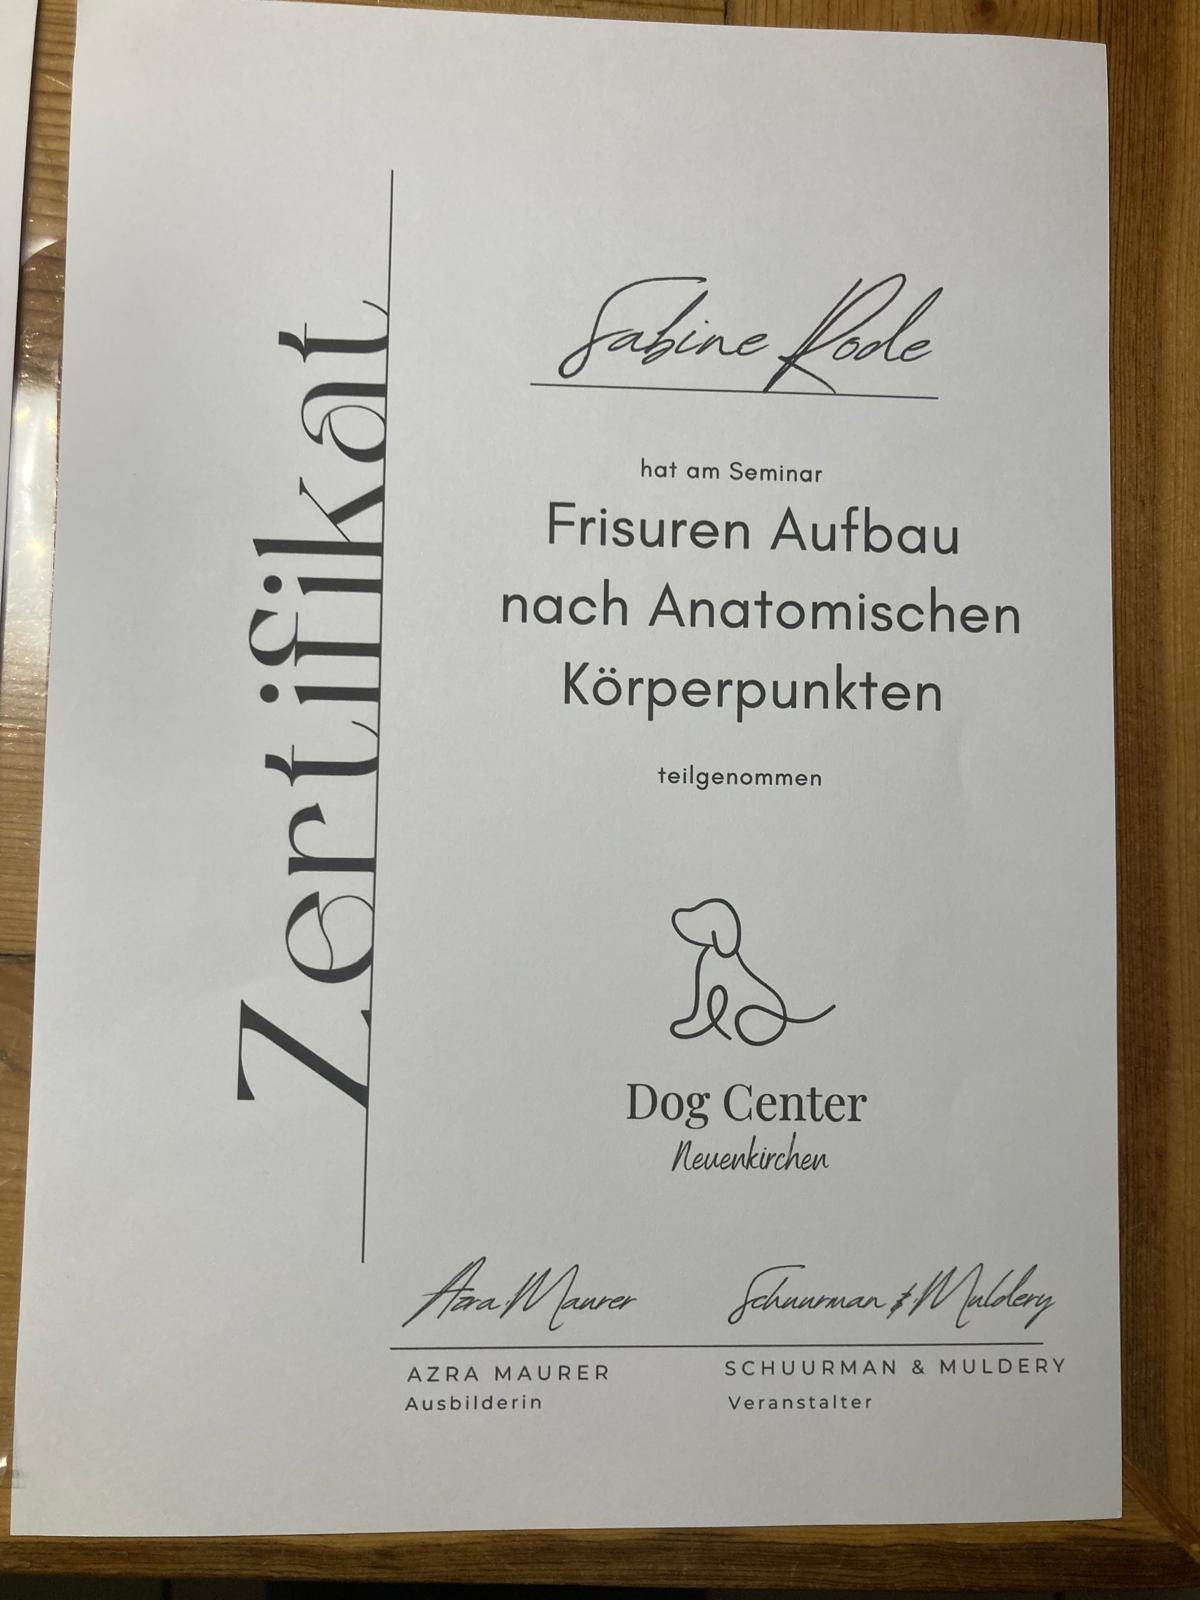 Zertifikat
Sabine Rode
hat am Seminar
Frisuren Aufbau
nach Anatomischen
Körperpunkten
teilgenommen
Dog Center
Neuenkirchen
Azra Maurer
Schuurman & Muldery
AZRA MAURER
SCHUURMAN & MULDERY
Ausbilderin
Veranstalter